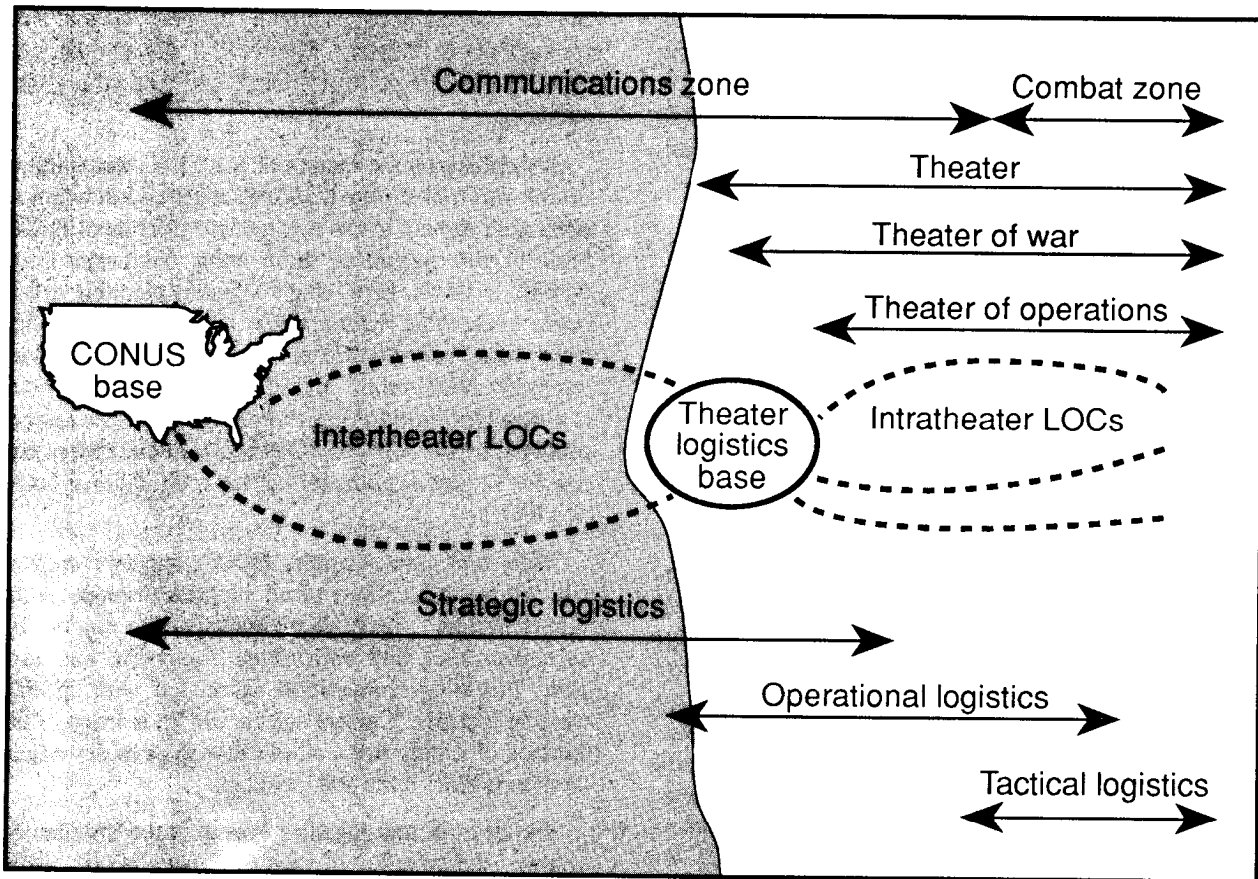 Communications zone
Combat zone
Theater
Theater of war
Theater of operations
CONUS
base
Intertheater LOCs
Theater
logistics
base
Intratheater LOCs
Strategic logistics
Operational logistics
Tactical logistics